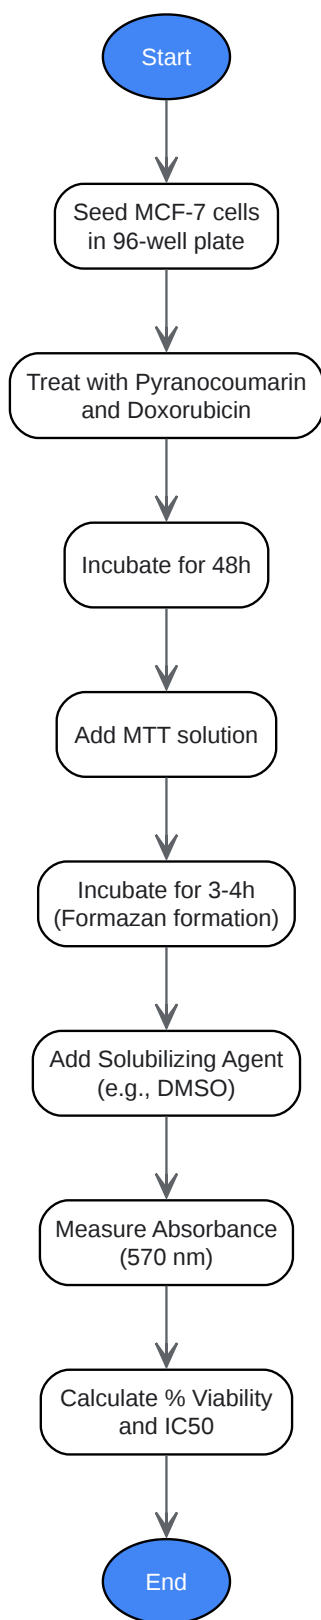 Start
Seed MCF-7 cells
in 96-well plate
Treat with Pyranocoumarin
and Doxorubicin
Incubate for 48h
Add MTT solution
Incubate for 3-4h
(Formazan formation)
Add Solubilizing Agent
(e.g., DMSO)
Measure Absorbance
(570 nm)
Calculate % Viability
and IC50
End